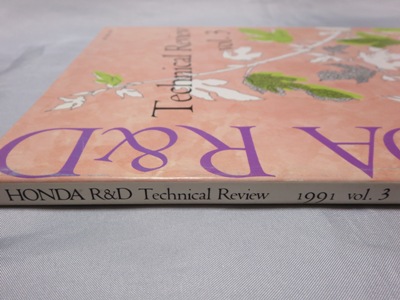 Technical Review
vol. 3
DA R&D
HONDA R&D Technical Review 1991 vol. 3